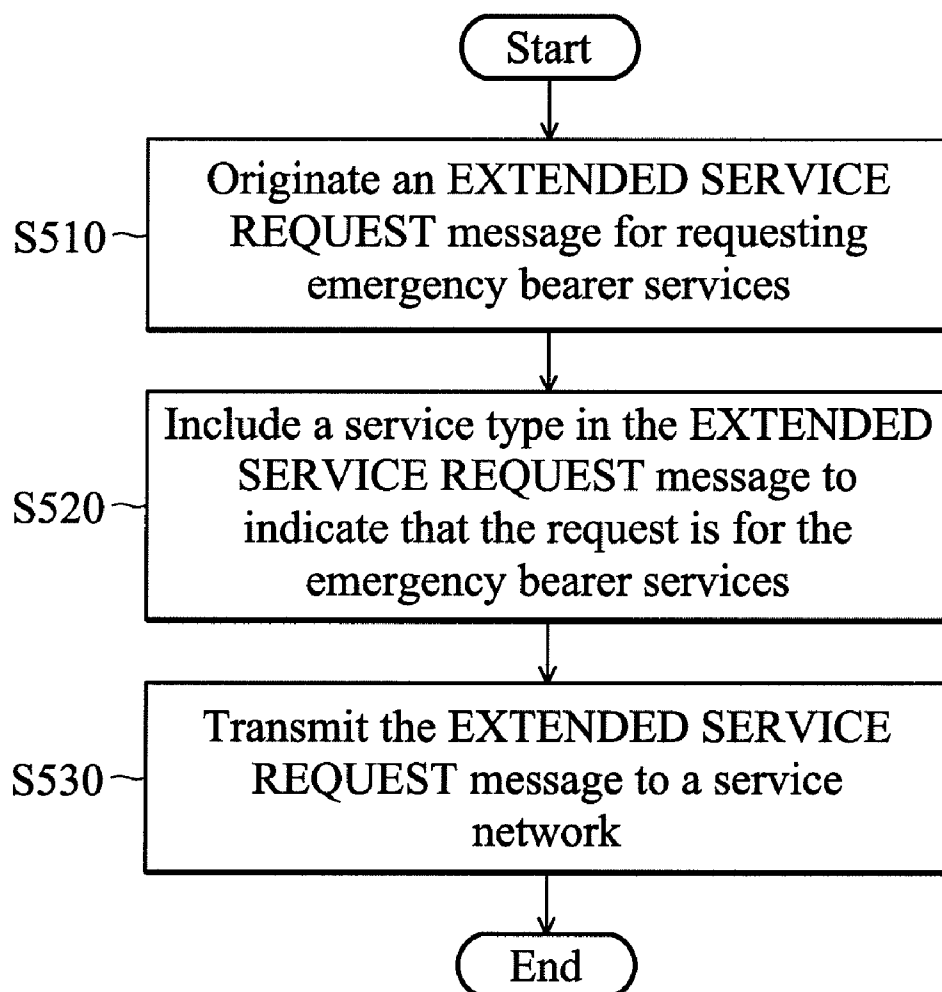 Start
Originate an EXTENDED SERVICE
REQUEST message for requesting
emergency bearer services
S510
Include a service type in the EXTENDED
SERVICE REQUEST message to
indicate that the request is for the
emergency bearer services
S520
Transmit the EXTENDED SERVICE
REQUEST message to a service
network
S530
End